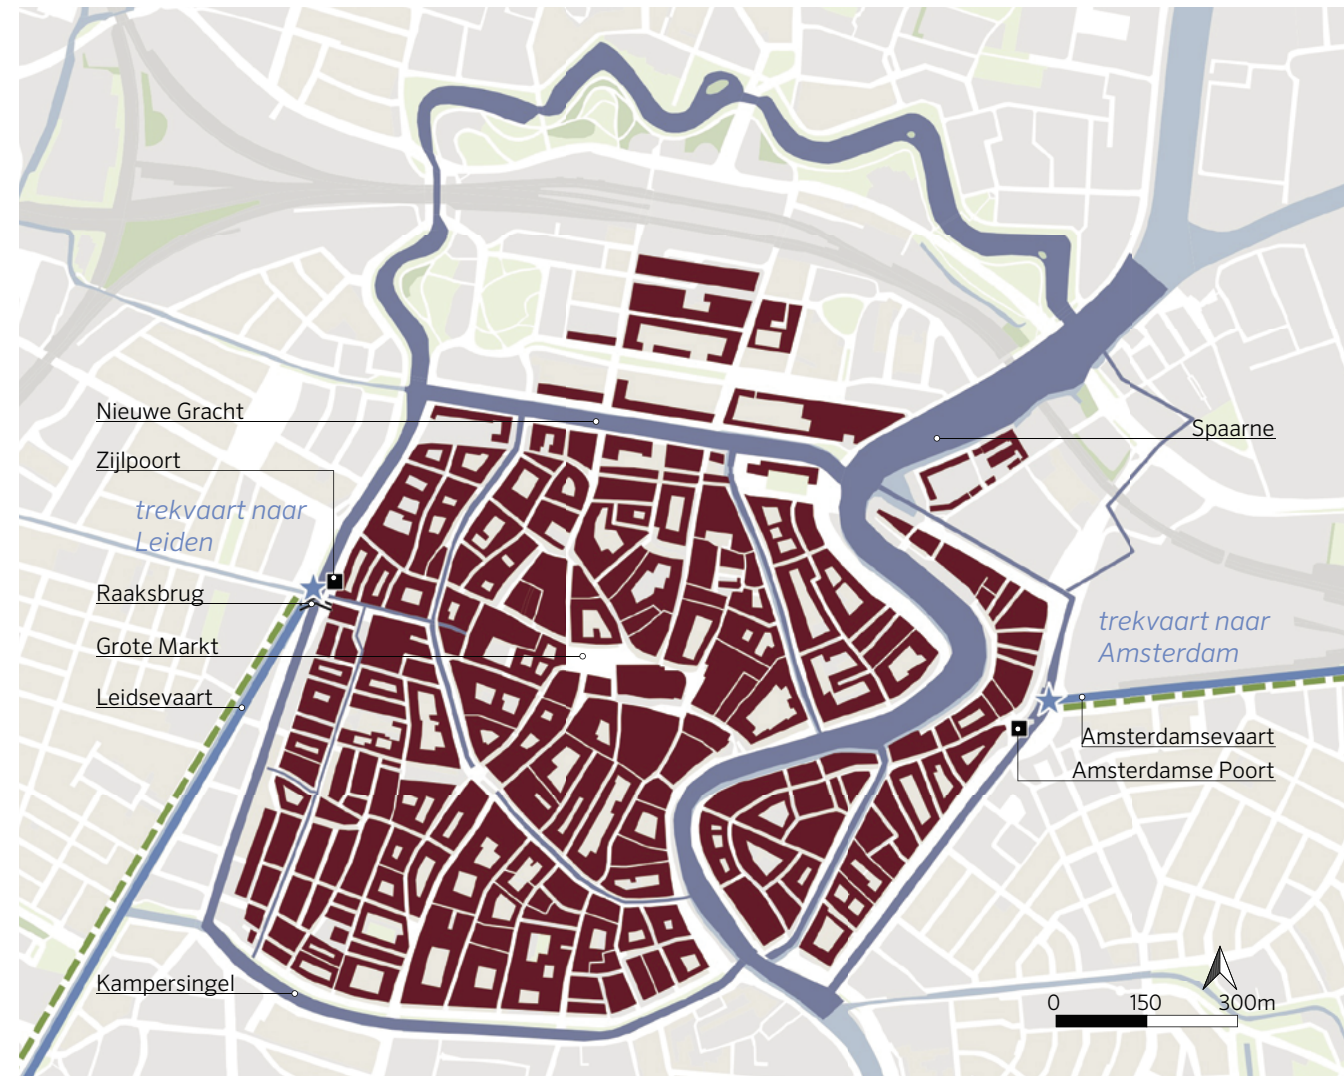 Nieuwe Gracht
Zijlpoort
trekvaart naar
Leiden
Raaksbrug
Grote Markt
Leidsevaart
Kampersingel
Spaarne
trekvaart naar
Amsterdam
Amsterdamsevaart
Amsterdamse Poort
0 150 300m